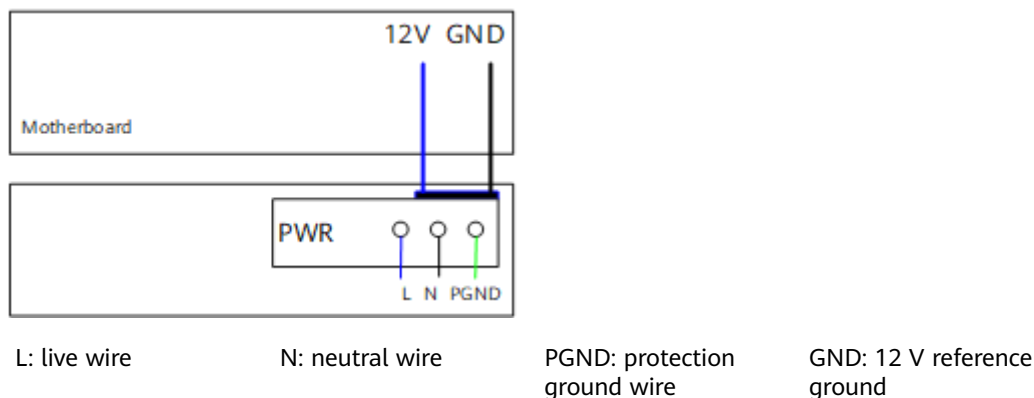 12V GND
Motherboard
PWR
L N PGND
L: live wire
N: neutral wire
PGND: protection
ground wire
GND: 12 V reference
ground